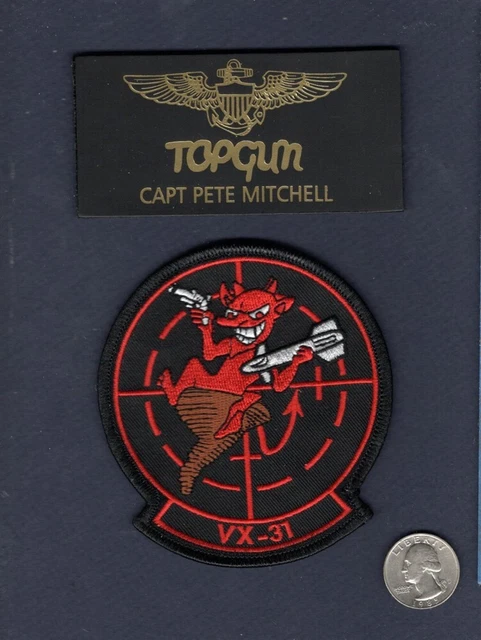 TOPGUN
CAPT PETE MITCHELL
VX-31
LIBERTY